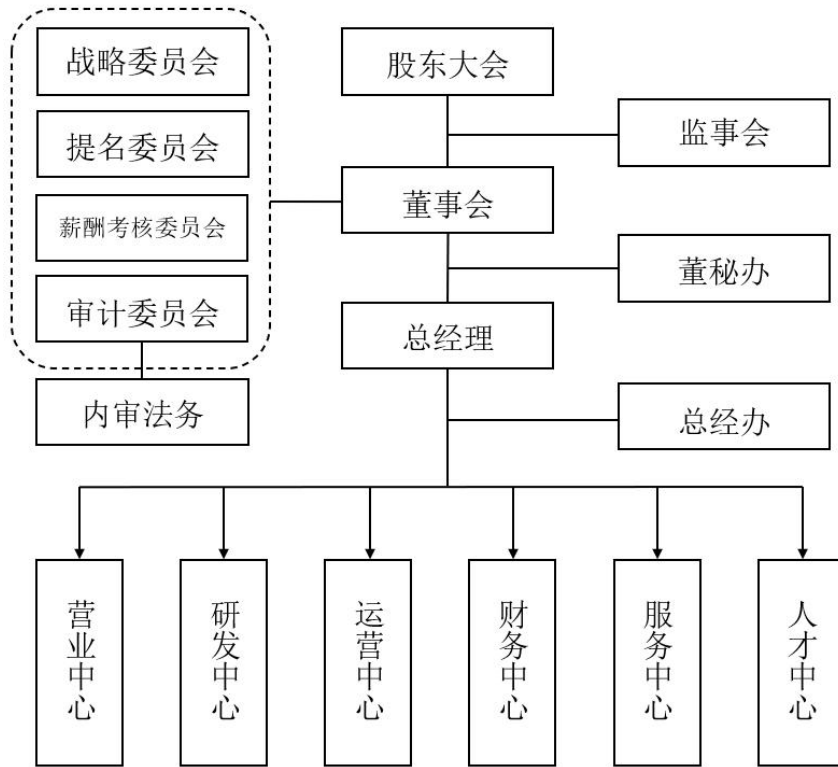 战略委员会
提名委员会
薪酬考核委员会
审计委员会
内审法务
股东大会
监事会
董事会
董秘办
总经理
总经办
营业中心
研发中心
运营中心
财务中心
服务中心
人才中心